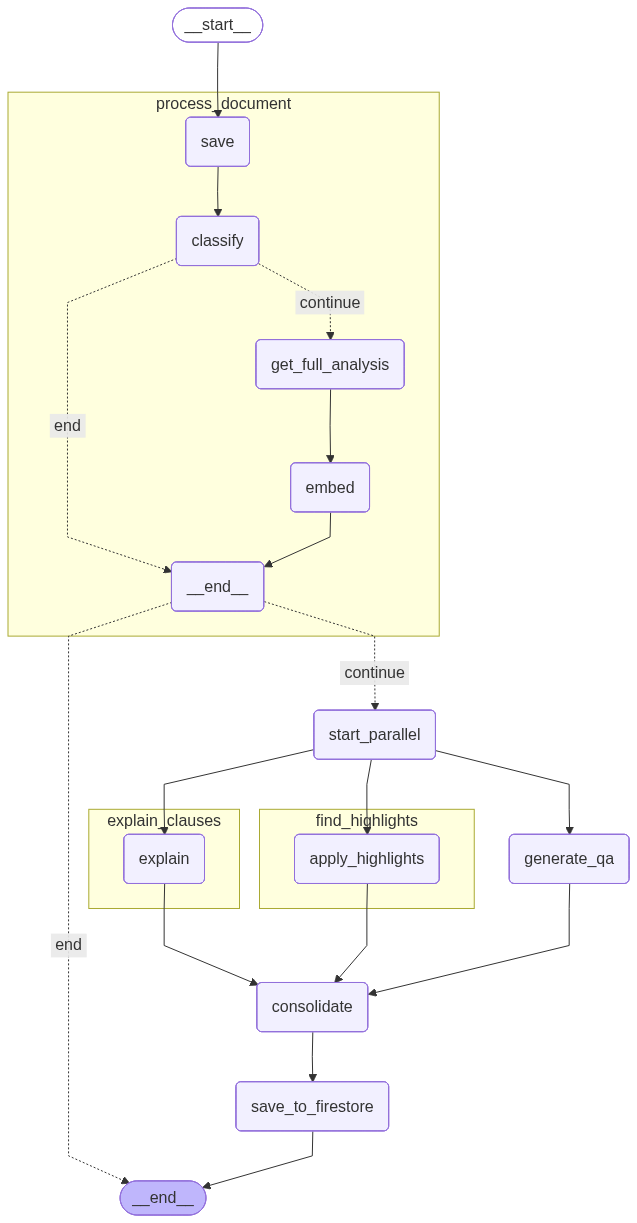 __start__
process_document
save
classify
continue
get_full_analysis
end
embed
__end__
continue
start_parallel
explain_clauses
find_highlights
explain
apply_highlights
generate_qa
end
consolidate
save_to_firestore
__end__